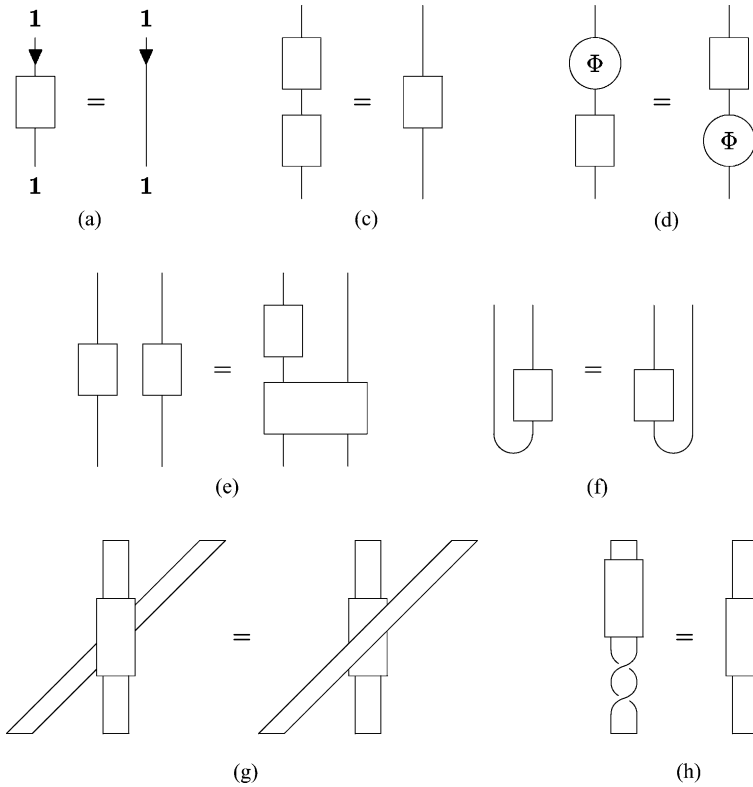 1 1
=
1 1
(a)
=
(c)
Φ
=
Φ
(d)
=
(e)
=
(f)
=
(g)
=
(h)